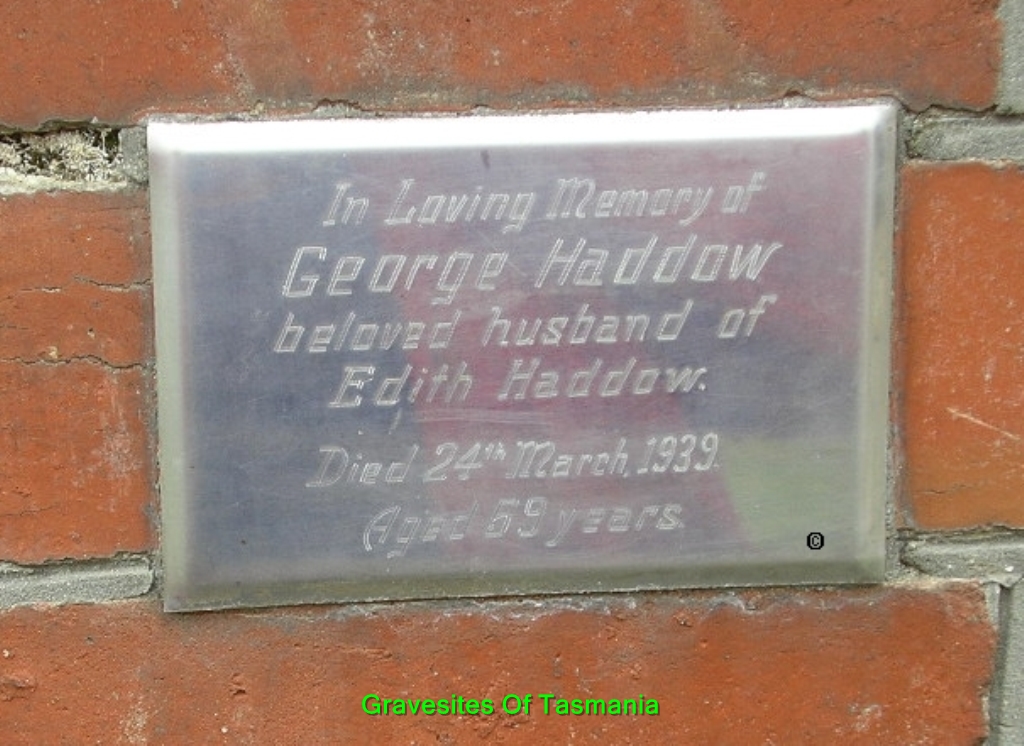 In Loving Memory of
George Haddow
beloved husband of
Edith Haddow.
Died 24th March, 1939.
Aged 59 years.
©
Gravesites Of Tasmania